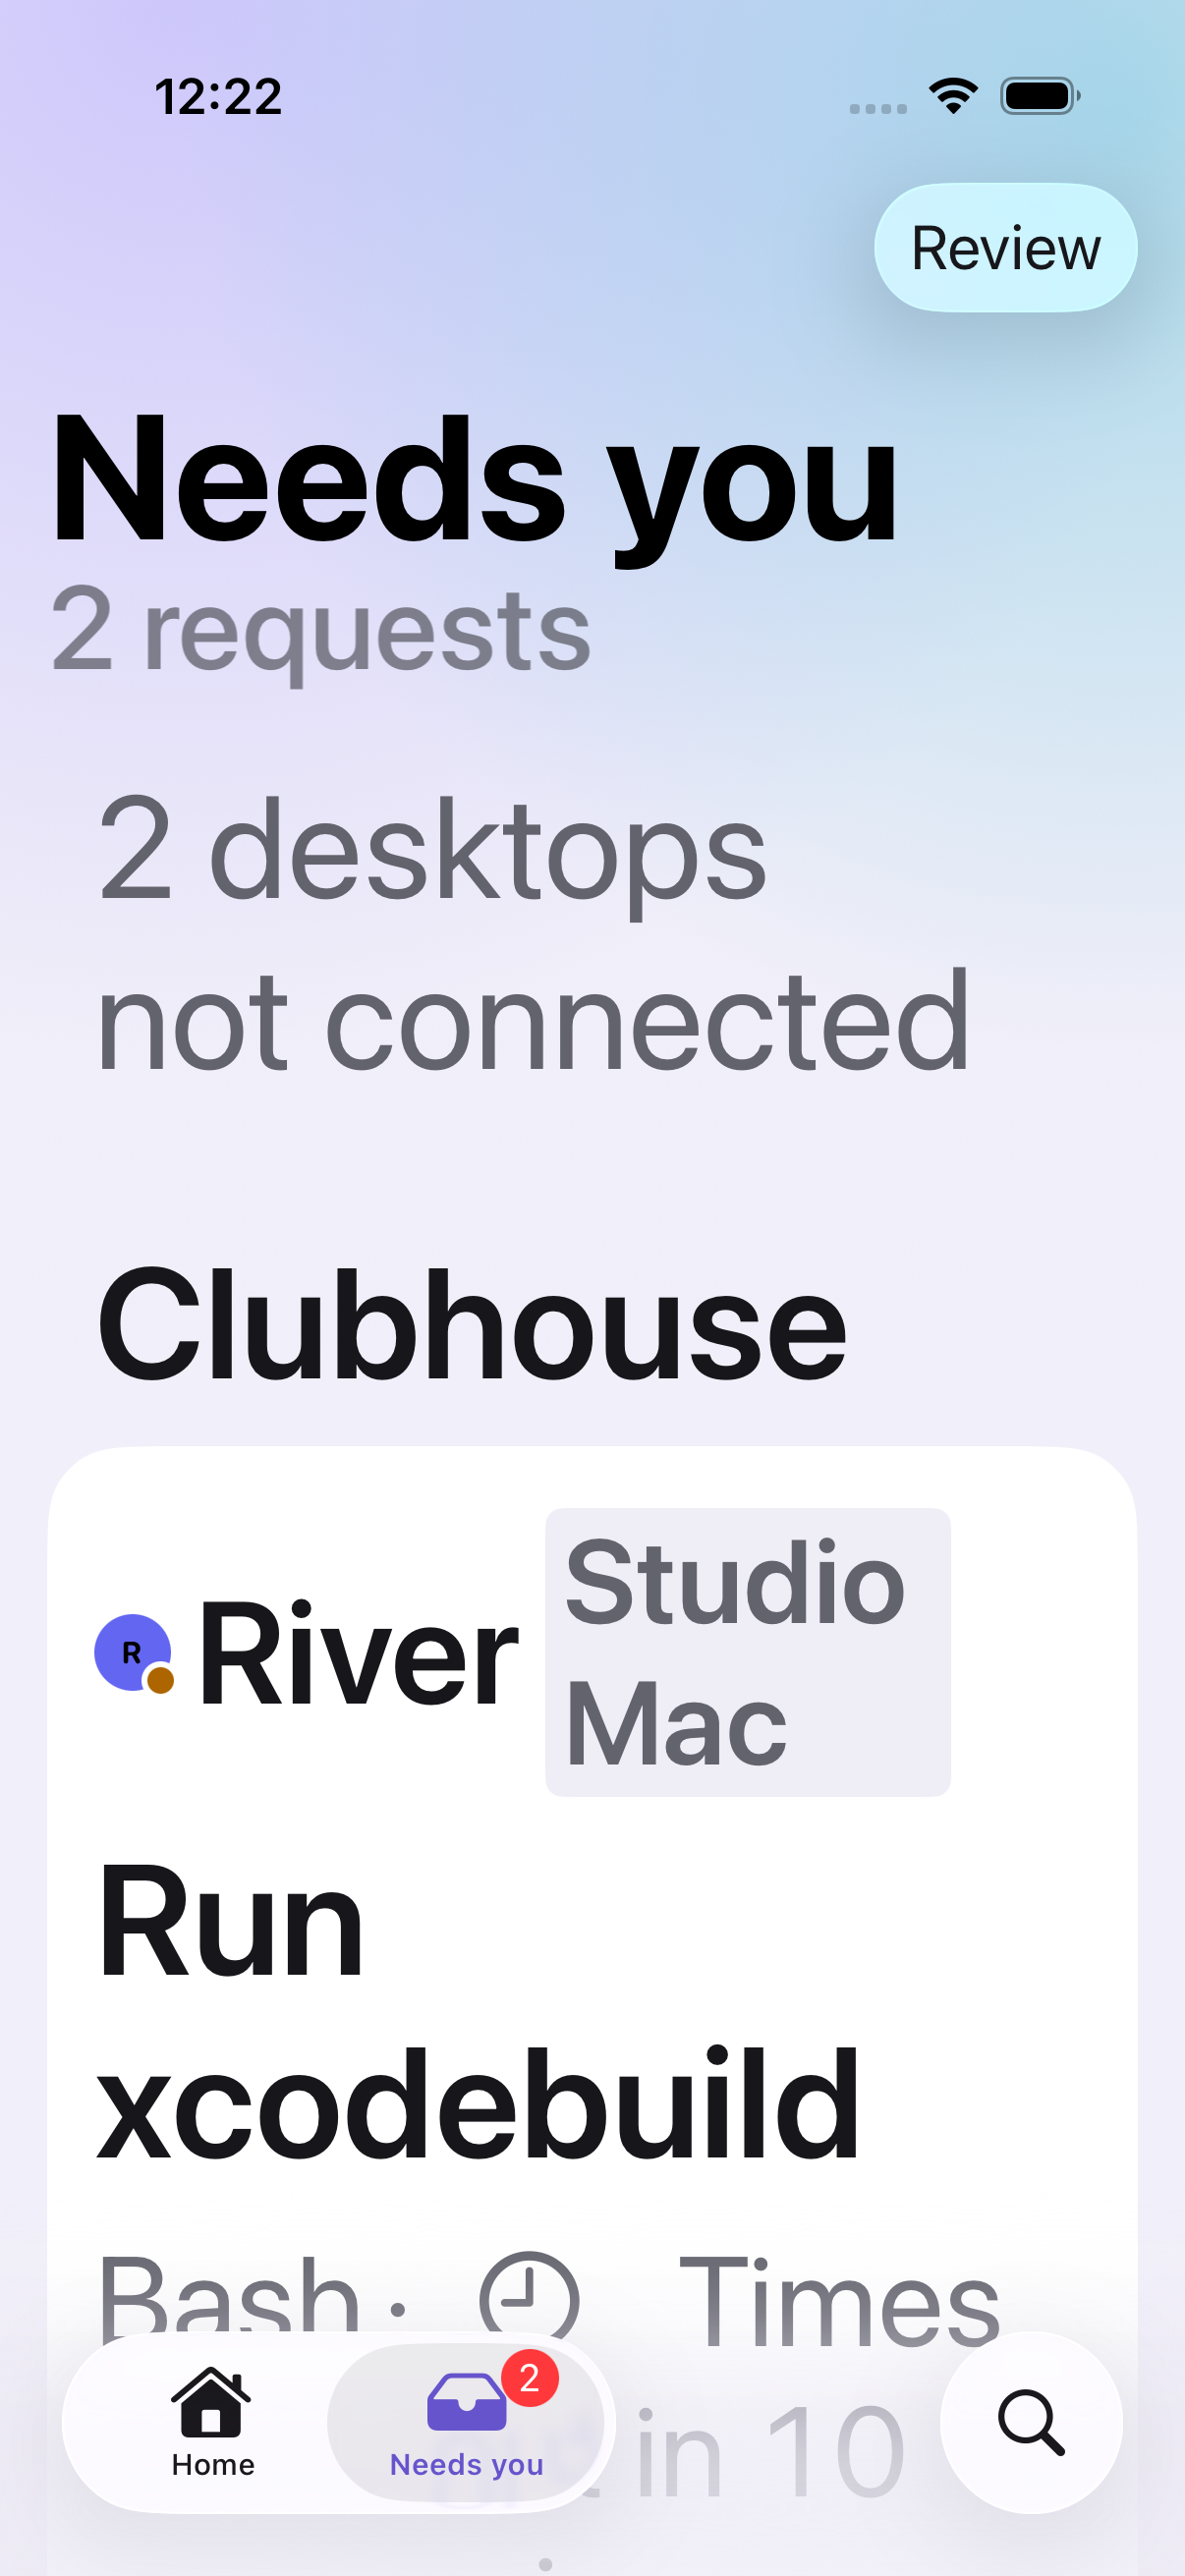 12:22
Review
Needs you
2 requests
2 desktops
not connected
Clubhouse
R
River
Studio
Mac
Run
xcodebuild
Bash · Times
in 10
·
Home
Needs you
2